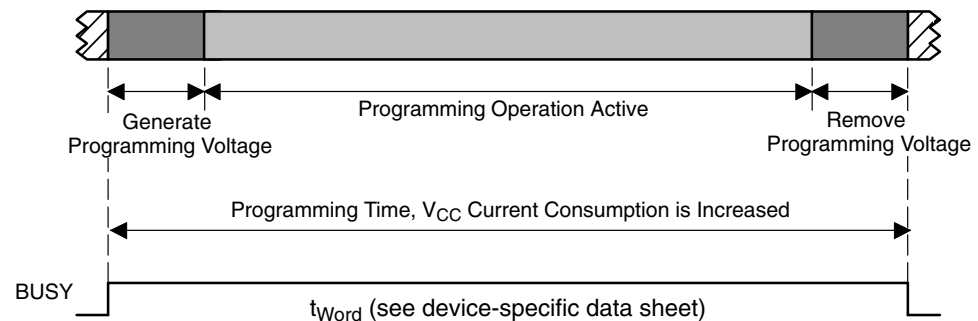 Programming Operation Active
Generate
Programming Voltage
Remove
Programming Voltage
Programming Time, VCC Current Consumption is Increased
BUSY
tWord (see device-specific data sheet)